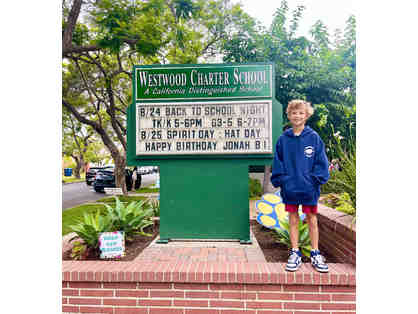 WESTWOOD CHARTER SCHOOL
A California Distinguished School
8/24 BACK TO SCHOOL NIGHT
TK/K 5-6PM G3-5 6-7PM
8/25 SPIRIT DAY : HAT DAY
HAPPY BIRTHDAY JONAH B!